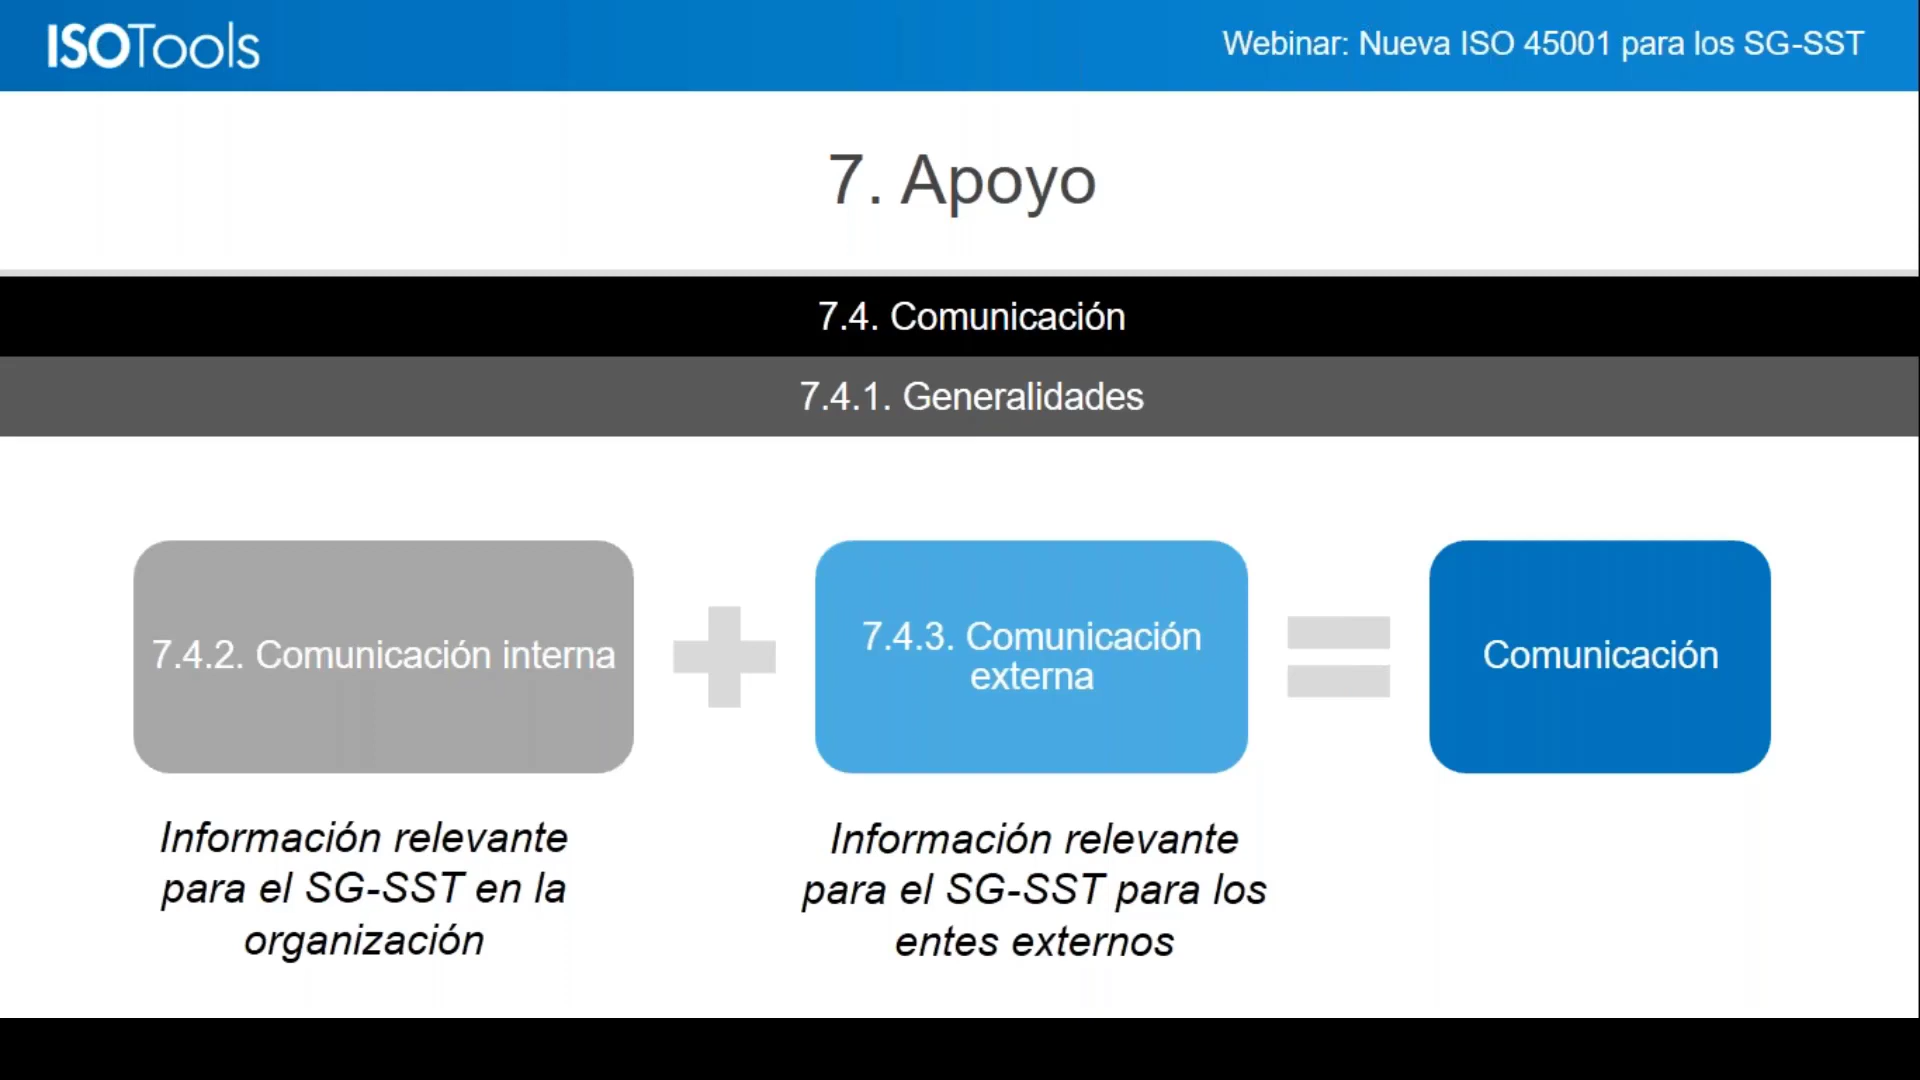 ISOTools
Webinar: Nueva ISO 45001 para los SG-SST
7. Apoyo
7.4. Comunicación
7.4.1. Generalidades
7.4.2. Comunicación interna
7.4.3. Comunicación
externa
Comunicación
Información relevante
para el SG-SST en la
organización
Información relevante
para el SG-SST para los
entes externos